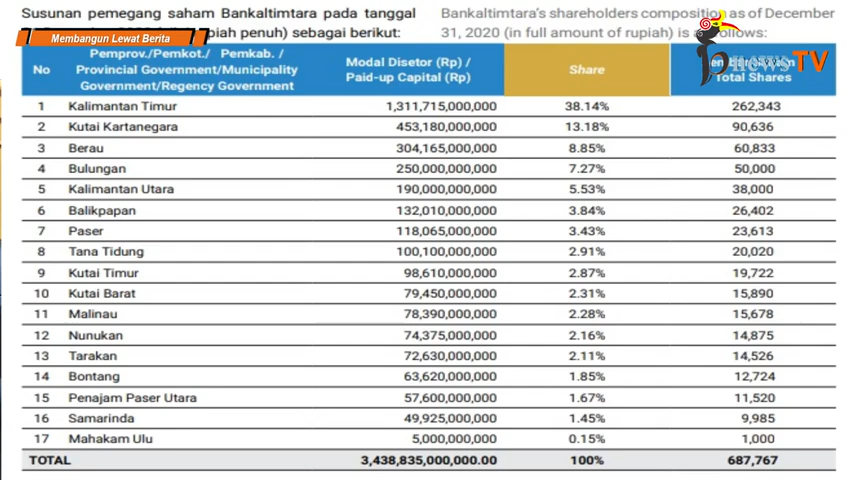 Susunan pemegang saham Bankaltimtara pada tanggal
piah penuh) sebagai berikut:
Bankaltimtara's shareholders composition as of December
31, 2020 (in full amount of rupiah) is as follows:
Membangun Lewat Berita
news TV
No Pemprov./Pemkot./ Pemkab. / Provincial Government/Municipality Government/Regency Government Modal Disetor (Rp) / Paid-up Capital (Rp) Share Total Shares
1 Kalimantan Timur 1,311,715,000,000 38.14% 262,343
2 Kutai Kartanegara 453,180,000,000 13.18% 90,636
3 Berau 304,165,000,000 8.85% 60,833
4 Bulungan 250,000,000,000 7.27% 50,000
5 Kalimantan Utara 190,000,000,000 5.53% 38,000
6 Balikpapan 132,010,000,000 3.84% 26,402
7 Paser 118,065,000,000 3.43% 23,613
8 Tana Tidung 100,100,000,000 2.91% 20,020
9 Kutai Timur 98,610,000,000 2.87% 19,722
10 Kutai Barat 79,450,000,000 2.31% 15,890
11 Malinau 78,390,000,000 2.28% 15,678
12 Nunukan 74,375,000,000 2.16% 14,875
13 Tarakan 72,630,000,000 2.11% 14,526
14 Bontang 63,620,000,000 1.85% 12,724
15 Penajam Paser Utara 57,600,000,000 1.67% 11,520
16 Samarinda 49,925,000,000 1.45% 9,985
17 Mahakam Ulu 5,000,000,000 0.15% 1,000
TOTAL 3,438,835,000,000.00 100% 687,767